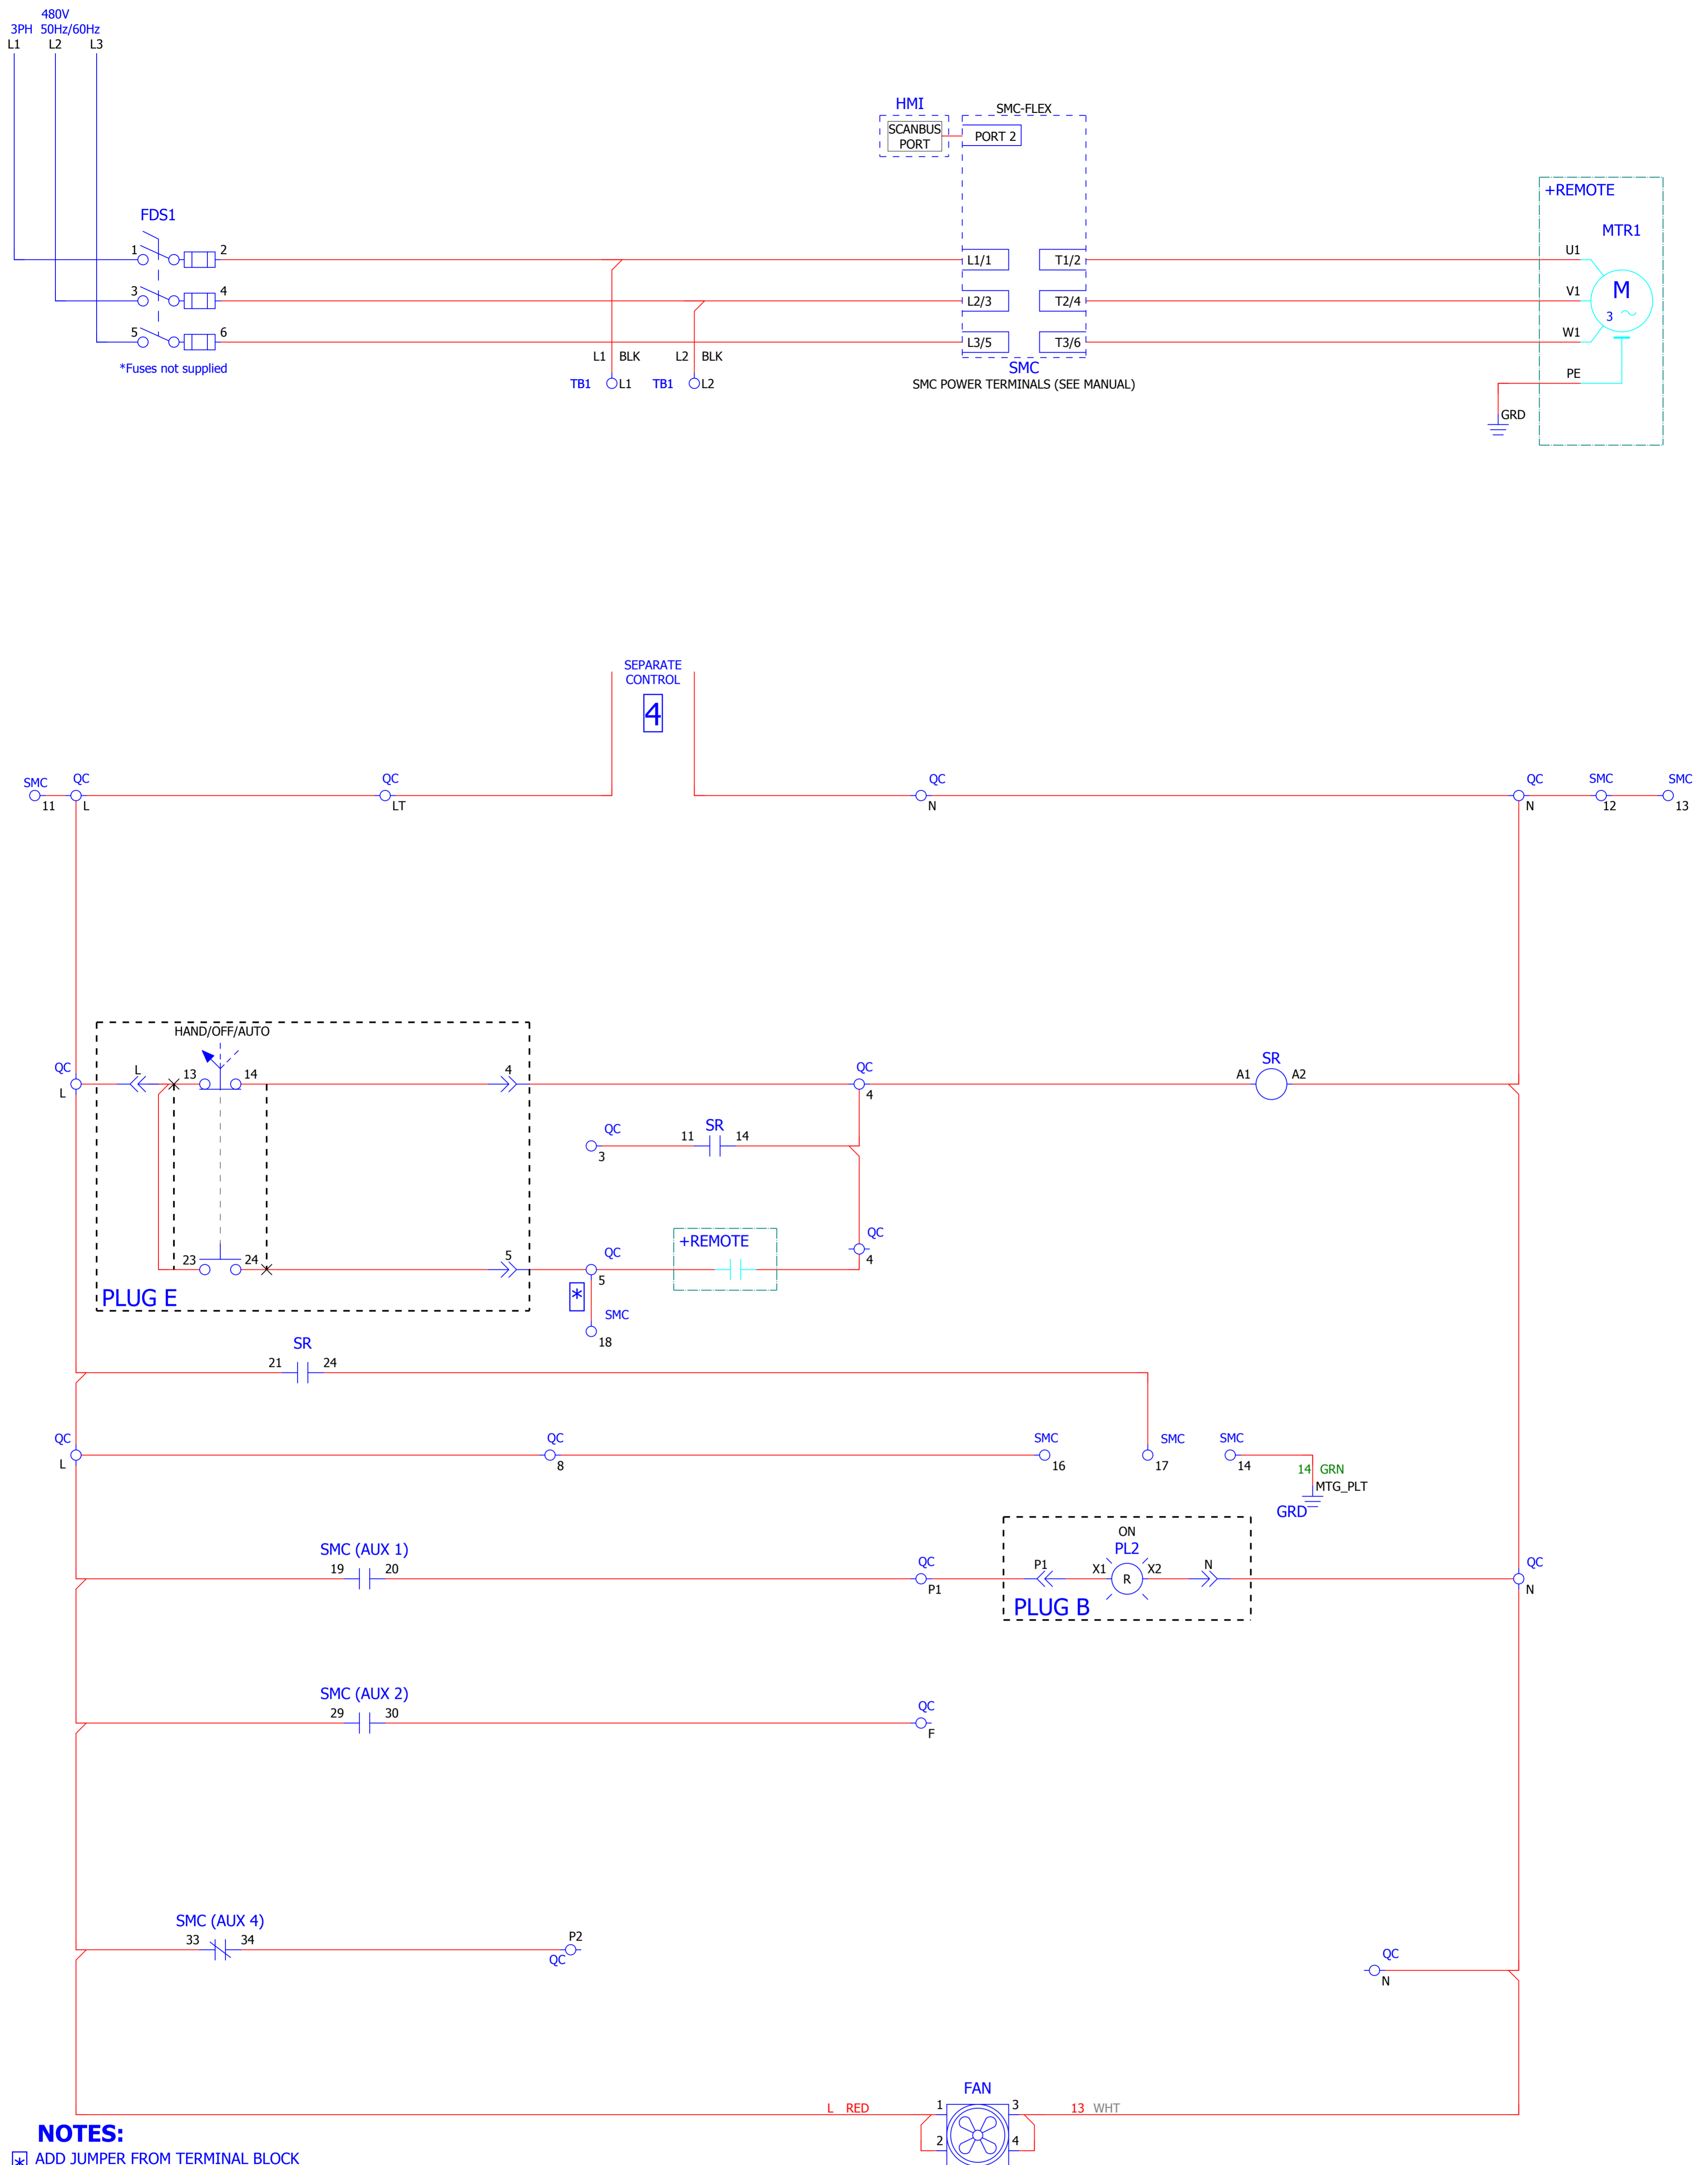 480V
3PH 50Hz/60Hz
L1 L2 L3
HMI
SMC-FLEX
SCANBUS
PORT
PORT 2
+REMOTE
FDS1
MTR1
1 2
L1/1 T1/2
U1
3 4
L2/3 T2/4
V1
M
3
5 6
L3/5 T3/6
W1
*Fuses not supplied
L1 BLK L2 BLK
SMC
TB1 L1 TB1 L2
SMC POWER TERMINALS (SEE MANUAL)
PE
GRD
SEPARATE
CONTROL
4
SMC QC QC QC QC SMC SMC
11 L LT N N 12 13
HAND/OFF/AUTO
QC L 13 14 4 QC
SR
A1 A2
L 4
SR
QC 11 14
3
+REMOTE
QC
4
23 24 5 QC
5
PLUG E
*
SMC
18
SR
21 24
QC QC SMC SMC SMC
L 8 16 17 14
14 GRN
MTG_PLT
GRD
ON
PL2
SMC (AUX 1)
19 20 QC P1 X1 R X2 N QC
P1 N
PLUG B
SMC (AUX 2)
29 30 QC
F
SMC (AUX 4)
33 34 P2
QC
QC
N
FAN
L RED 1 3 13 WHT
2 4
NOTES:
* ADD JUMPER FROM TERMINAL BLOCK